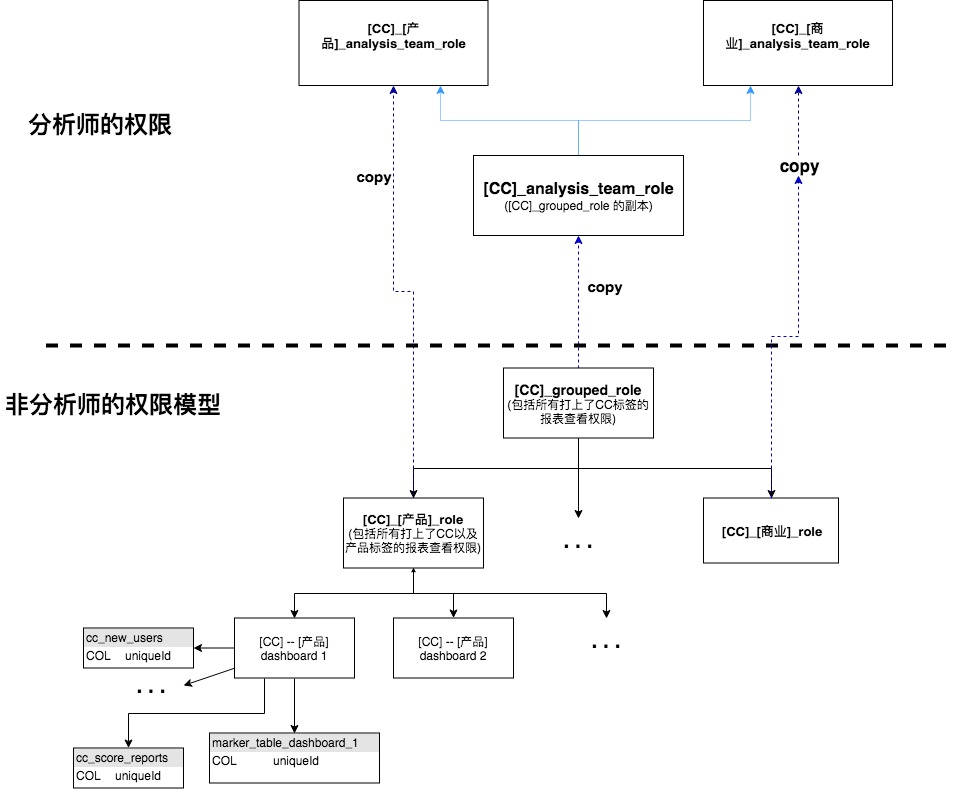 [CC]_[产
品]_analysis_team_role
[CC]_[商
业]_analysis_team_role
分析师的权限
copy
copy
[CC]_analysis_team_role
([CC]_grouped_role 的副本)
copy
非分析师的权限模型
[CC]_grouped_role
(包括所有打上了CC标签的
报表查看权限)
[CC]_[产品]_role
(包括所有打上了CC以及
产品标签的报表查看权限)
...
[CC]_[商业]_role
cc_new_users
COL uniqueId
[CC] -- [产品]
dashboard 1
[CC] -- [产品]
dashboard 2
...
...
cc_score_reports
COL uniqueId
marker_table_dashboard_1
COL uniqueId